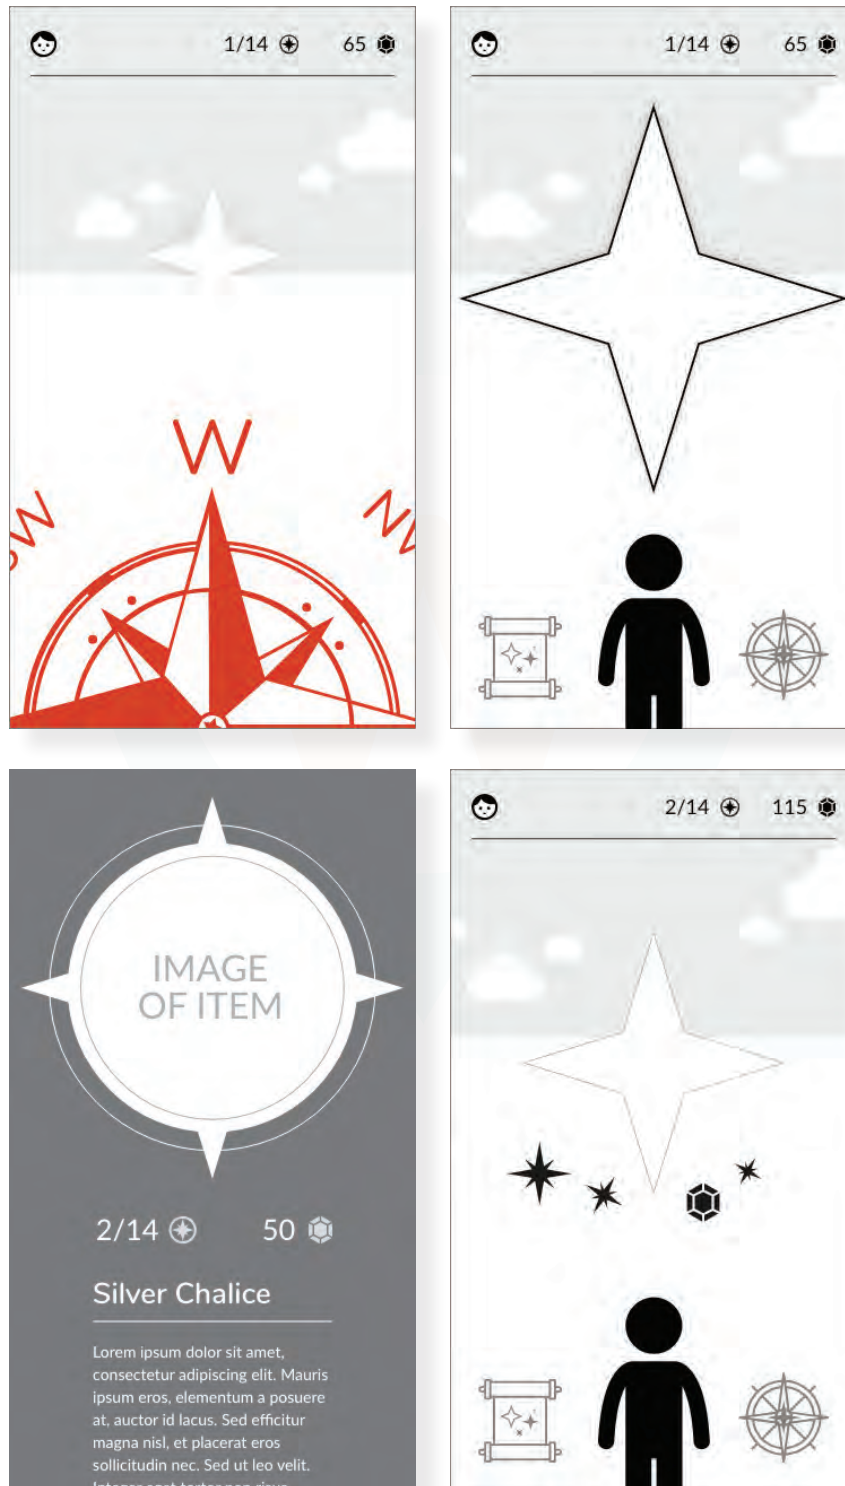 1/14 65
W
SW NW
1/14 65
IMAGE
OF ITEM
2/14 50
Silver Chalice
Lorem ipsum dolor sit amet,
consectetur adipiscing elit. Mauris
ipsum eros, elementum a posuere
at, auctor id lacus. Sed efficitur
magna nisl, et placerat eros
sollicitudin nec. Sed ut leo velit.
2/14 115